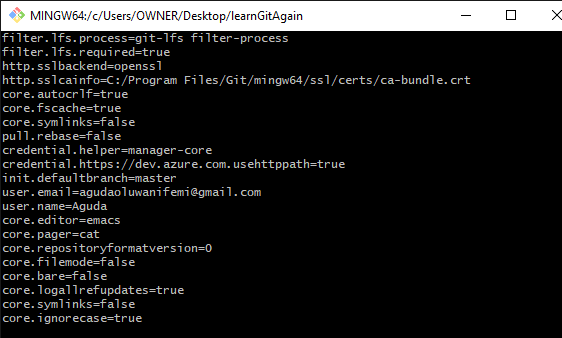 MINGW64:/c/Users/OWNER/Desktop/learnGitAgain
filter.lfs.process=git-lfs filter-process
filter.lfs.required=true
http.sslbackend=openssl
http.sslcainfo=C:/Program Files/Git/mingw64/ssl/certs/ca-bundle.crt
core.autocrlf=true
core.fscache=true
core.symlinks=false
pull.rebase=false
credential.helper=manager-core
credential.https://dev.azure.com.usehttppath=true
init.defaultbranch=master
user.email=agudaoluwanifemi@gmail.com
user.name=Aguda
core.editor=emacs
core.pager=cat
core.repositoryformatversion=0
core.filemode=false
core.bare=false
core.logallrefupdates=true
core.symlinks=false
core.ignorecase=true